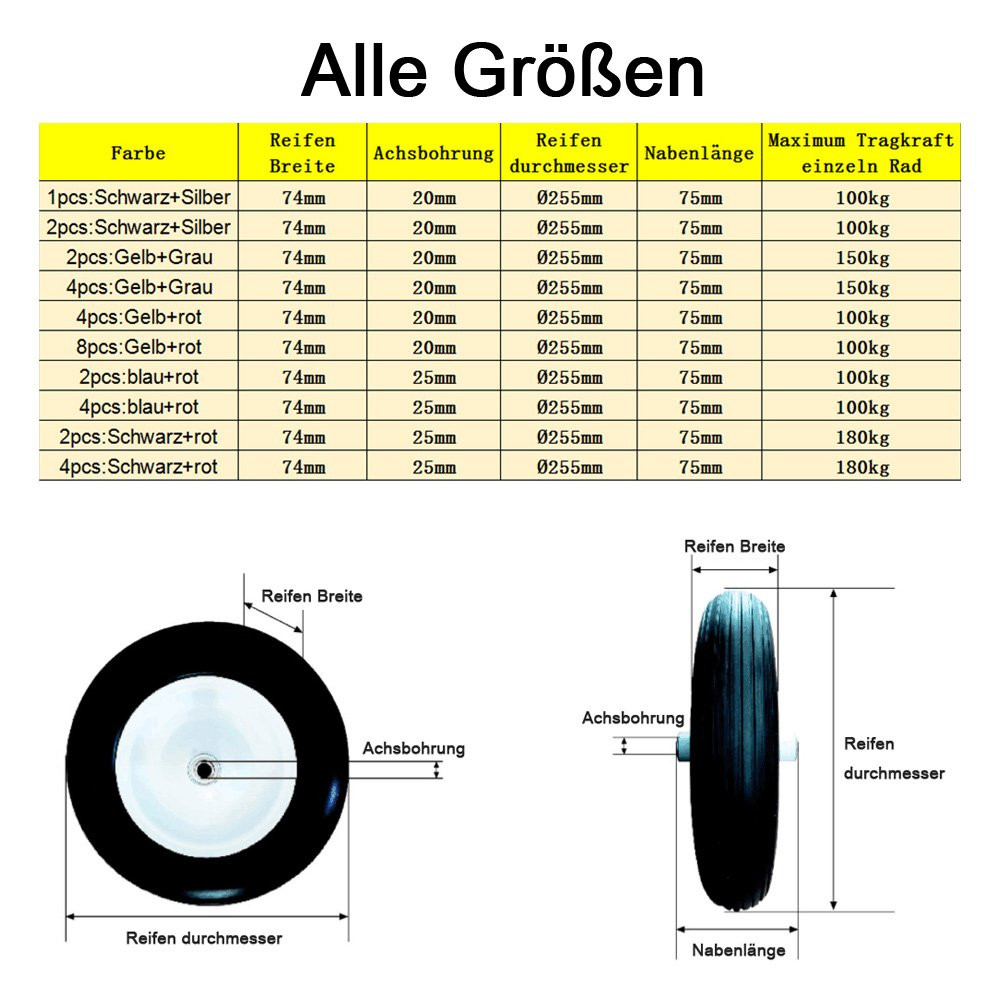 Alle Größen
Farbe Reifen Breite Achsbohrung Reifen durchmesser Nabenlänge Maximum Tragkraft einzeln Rad
1pcs:Schwarz+Silber 74mm 20mm Ø255mm 75mm 100kg
2pcs:Schwarz+Silber 74mm 20mm Ø255mm 75mm 100kg
2pcs:Gelb+Grau 74mm 20mm Ø255mm 75mm 150kg
4pcs:Gelb+Grau 74mm 20mm Ø255mm 75mm 150kg
4pcs:Gelb+rot 74mm 20mm Ø255mm 75mm 100kg
8pcs:Gelb+rot 74mm 20mm Ø255mm 75mm 100kg
2pcs:blau+rot 74mm 25mm Ø255mm 75mm 100kg
4pcs:blau+rot 74mm 25mm Ø255mm 75mm 100kg
2pcs:Schwarz+rot 74mm 25mm Ø255mm 75mm 180kg
4pcs:Schwarz+rot 74mm 25mm Ø255mm 75mm 180kg
Reifen Breite
Achsbohrung
Reifen durchmesser
Reifen Breite
Achsbohrung
Reifen
durchmesser
Nabenlänge